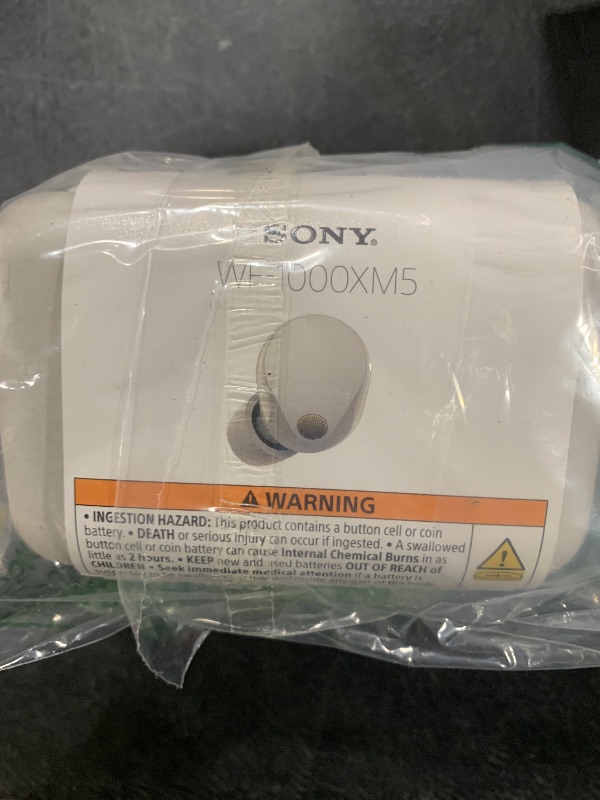 SONY®
WF-1000XM5
⚠ WARNING
• INGESTION HAZARD: This product contains a button cell or coin
battery. • DEATH or serious injury can occur if ingested. • A swallowed
button cell or coin battery can cause Internal Chemical Burns in as
little as 2 hours. • KEEP new and used batteries OUT OF REACH of
CHILDREN • Seek immediate medical attention if a battery is